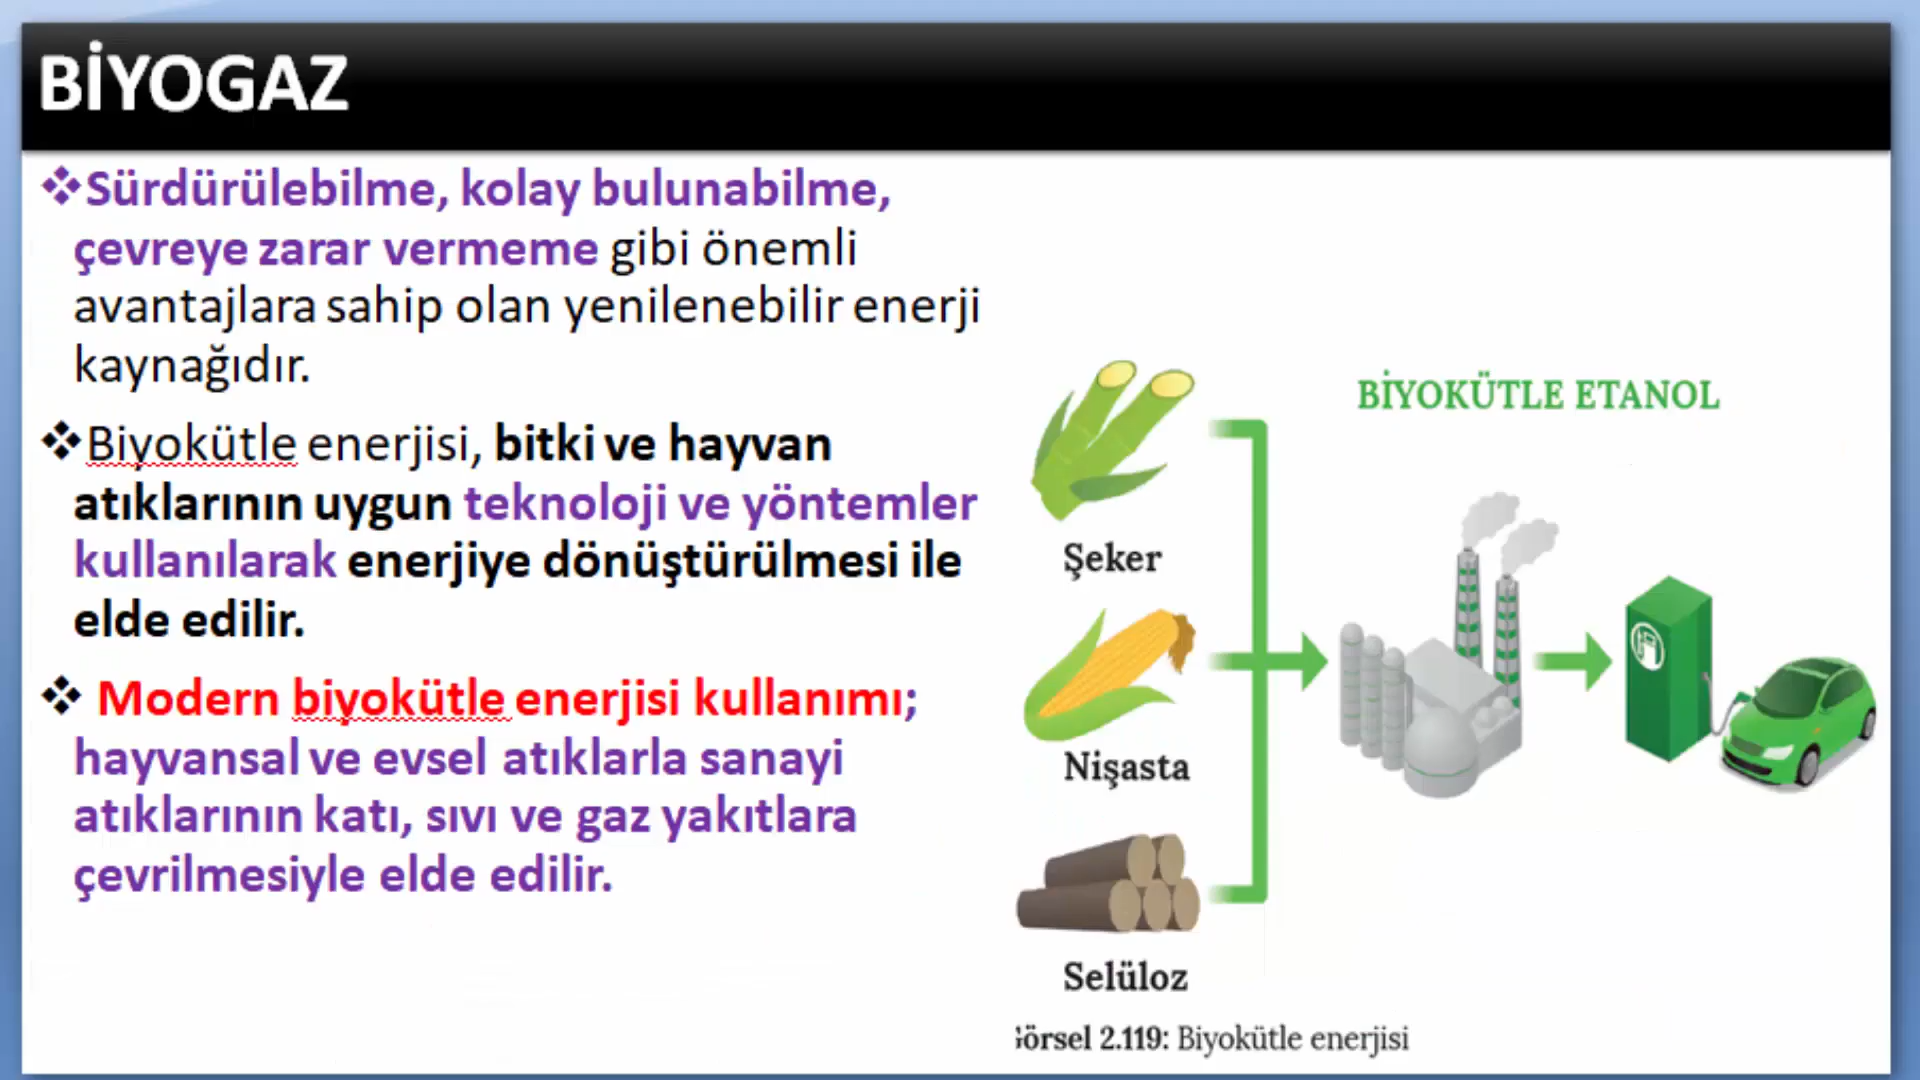 BİYOGAZ
❖Sürdürülebilme, kolay bulunabilme,
çevreye zarar vermeme gibi önemli
avantajlara sahip olan yenilenebilir enerji
kaynağıdır.
❖Biyokütle enerjisi, bitki ve hayvan
atıklarının uygun teknoloji ve yöntemler
kullanılarak enerjiye dönüştürülmesi ile
elde edilir.
❖ Modern biyokütle enerjisi kullanımı;
hayvansal ve evsel atıklarla sanayi
atıklarının katı, sıvı ve gaz yakıtlara
çevrilmesiyle elde edilir.
BİYOKÜTLE ETANOL
Şeker
Nişasta
Selüloz
örsel 2.119: Biyokütle enerjisi